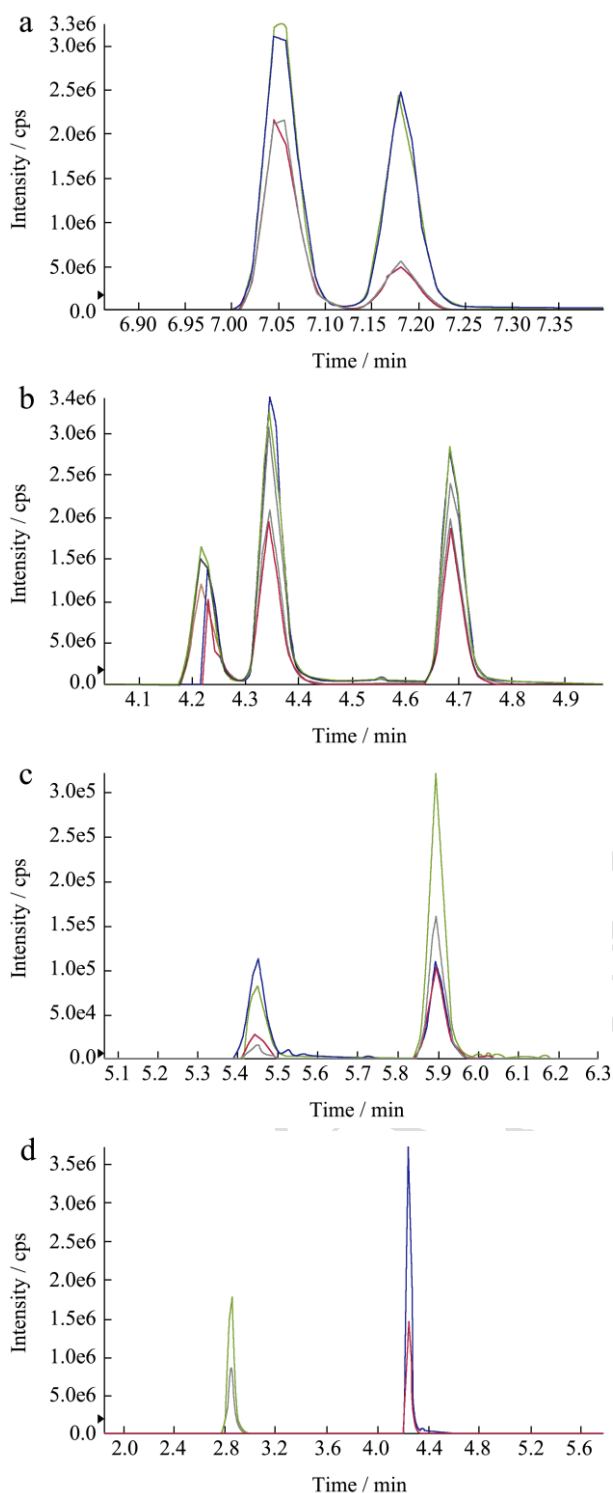 a
3.3e6
3.0e6
2.5e6
2.0e6
1.5e6
1.0e6
5.0e6
0.0
Intensity / cps
6.90 6.95 7.00 7.05 7.10 7.15 7.20 7.25 7.30 7.35
Time / min
b
3.4e6
3.0e6
2.5e6
2.0e6
1.5e6
1.0e6
5.0e6
0.0
Intensity / cps
4.1 4.2 4.3 4.4 4.5 4.6 4.7 4.8 4.9
Time / min
c
3.0e5
2.5e5
2.0e5
1.5e5
1.0e5
5.0e4
0.0
Intensity / cps
5.1 5.2 5.3 5.4 5.5 5.6 5.7 5.8 5.9 6.0 6.1 6.2 6.3
Time / min
d
3.5e6
3.0e6
2.5e6
2.0e6
1.5e6
1.0e6
5.0e6
0.0
Intensity / cps
2.0 2.4 2.8 3.2 3.6 4.0 4.4 4.8 5.2 5.6
Time / min